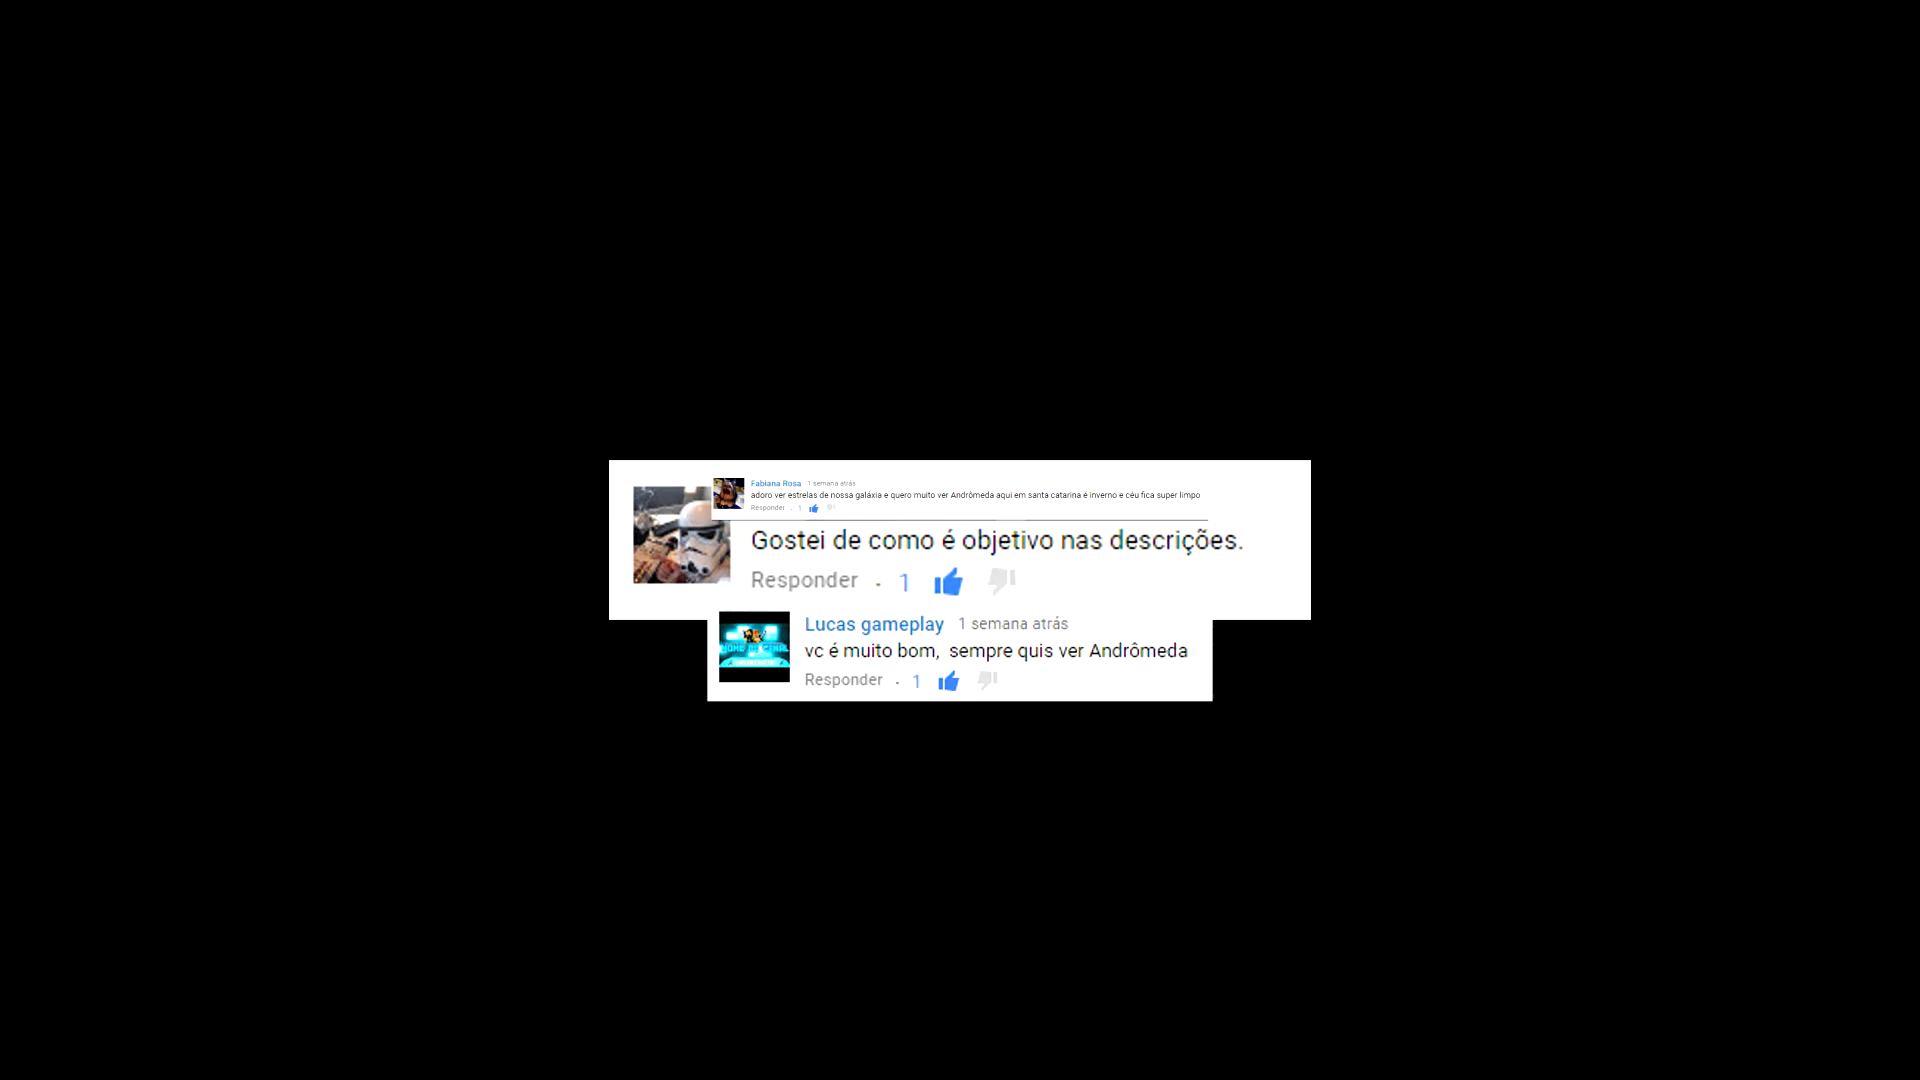 Fabiana Rosa 1 semana atrás
adoro ver estrelas de nossa galáxia e quero muito ver Andrômeda aqui em santa catarina é inverno e céu fica super limpo
Responder . 1
Gostei de como é objetivo nas descrições.
Responder . 1
Lucas gameplay 1 semana atrás
vc é muito bom, sempre quis ver Andrômeda
Responder . 1